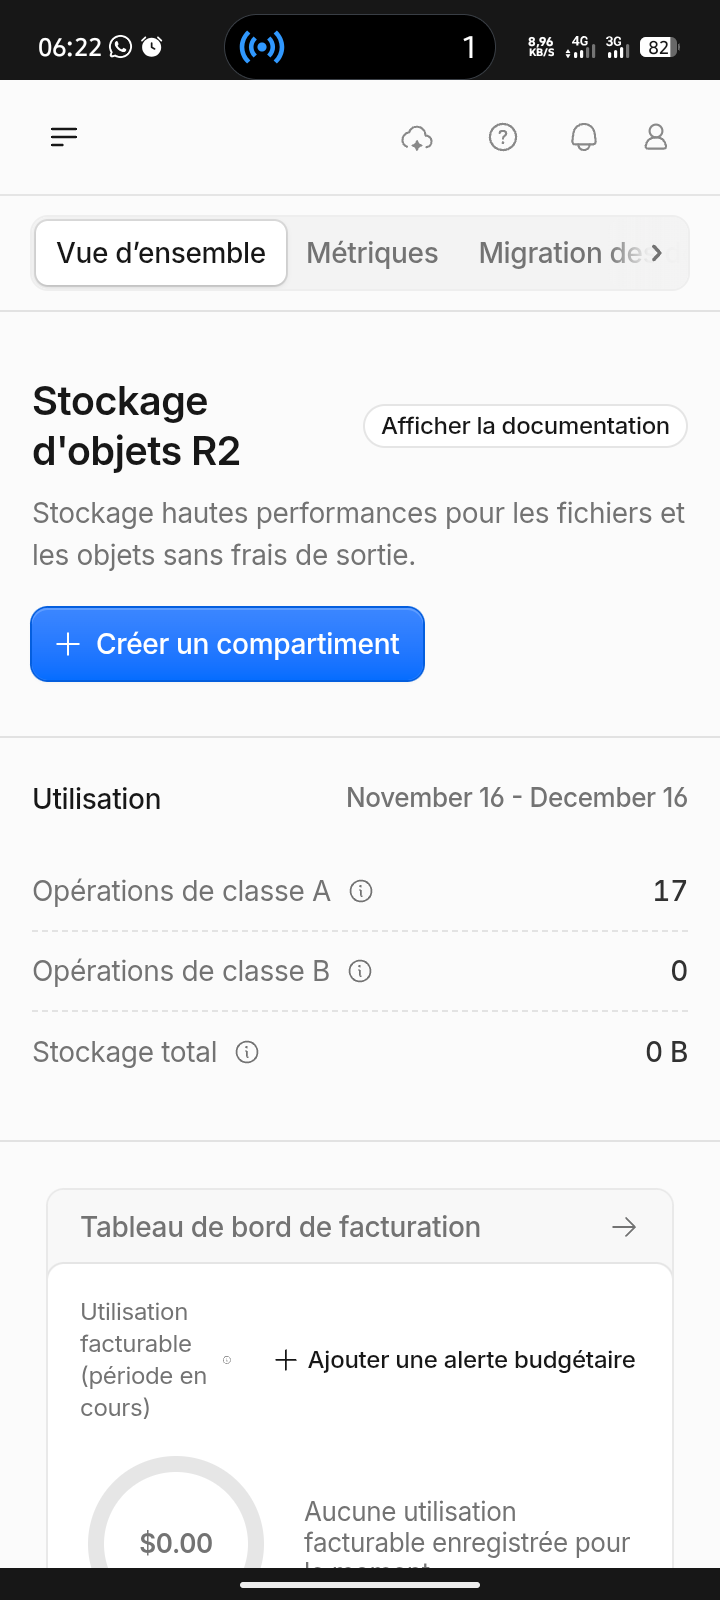 06:22
1
8,96
KB/S
4G
3G
82
Vue d’ensemble
Métriques
Migration des
Stockage
d'objets R2
Afficher la documentation
Stockage hautes performances pour les fichiers et
les objets sans frais de sortie.
Créer un compartiment
Utilisation
November 16 - December 16
Opérations de classe A
17
Opérations de classe B
0
Stockage total
0 B
Tableau de bord de facturation
Utilisation
facturable
(période en
cours)
Ajouter une alerte budgétaire
$0.00
Aucune utilisation
facturable enregistrée pour